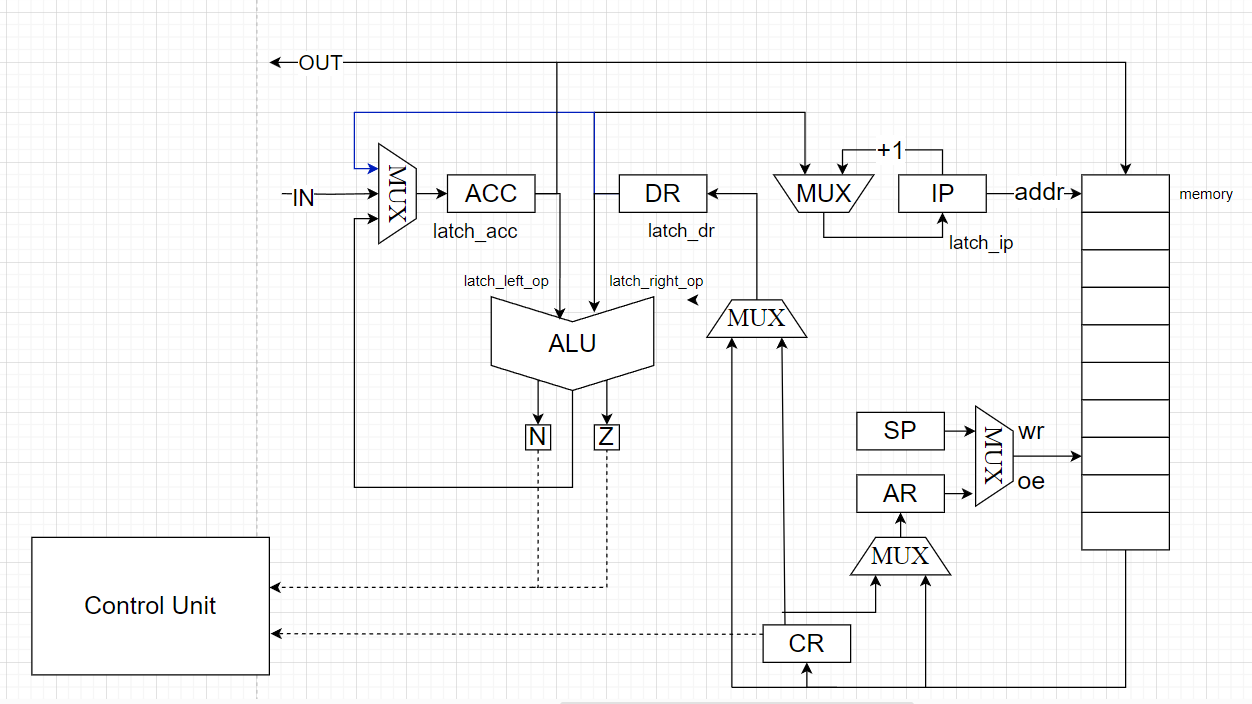 OUT
+1
IN
MUX
ACC
DR
MUX
IP
addr
memory
latch_acc
latch_dr
latch_ip
latch_left_op
latch_right_op
MUX
ALU
N
Z
SP
MUX
wr
oe
AR
MUX
Control Unit
CR